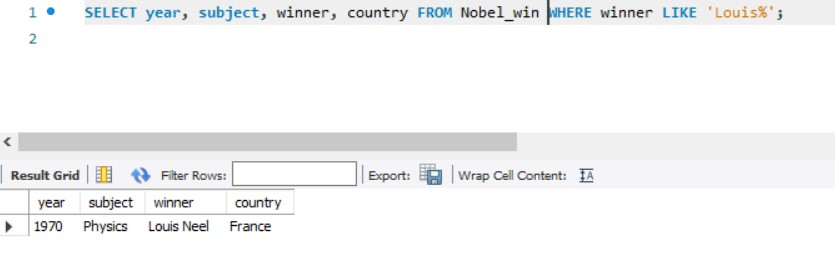 1 SELECT year, subject, winner, country FROM Nobel_win WHERE winner LIKE 'Louis%';
2
Result Grid Filter Rows: Export: Wrap Cell Content: IA
year subject winner country
1970 Physics Louis Neel France